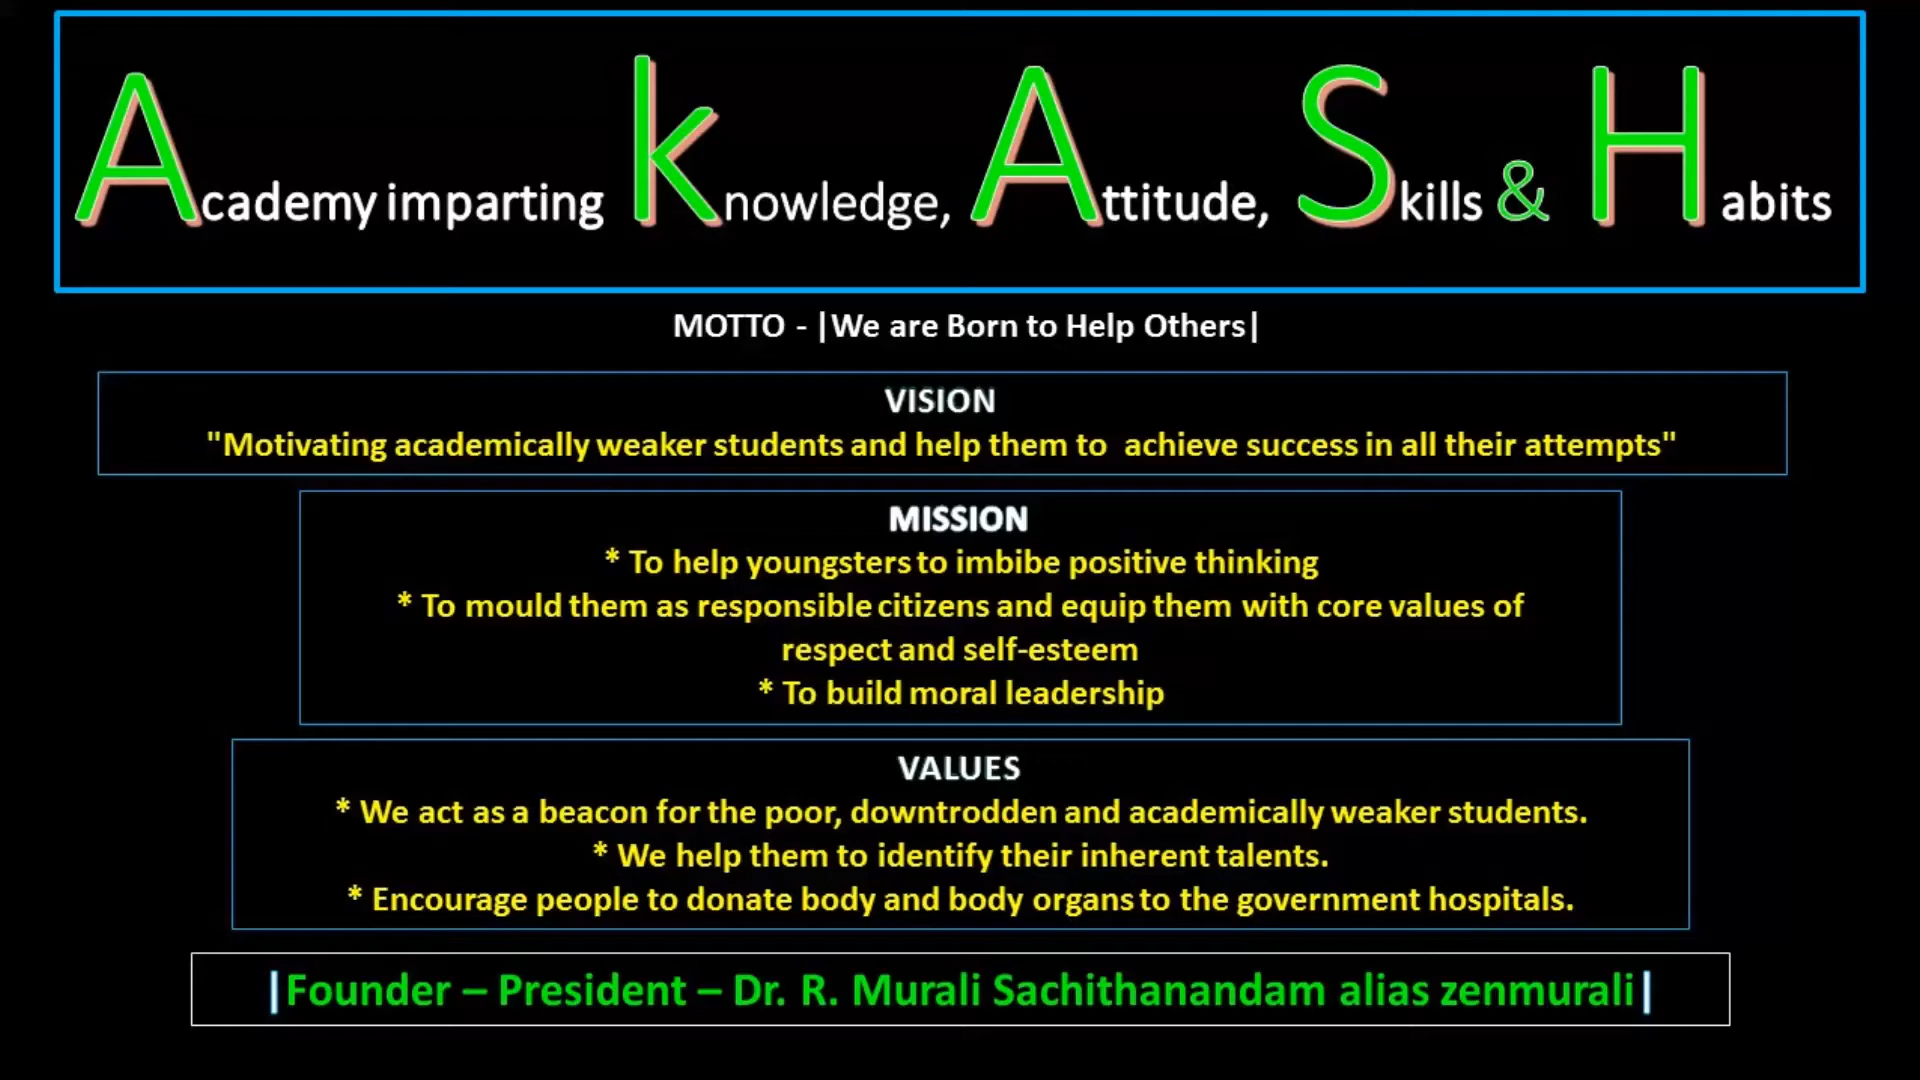 Academy imparting knowledge, Attitude, Skills & Habits
MOTTO - |We are Born to Help Others|
VISION
"Motivating academically weaker students and help them to achieve success in all their attempts"
MISSION
* To help youngsters to imbibe positive thinking
* To mould them as responsible citizens and equip them with core values of
respect and self-esteem
* To build moral leadership
VALUES
* We act as a beacon for the poor, downtrodden and academically weaker students.
* We help them to identify their inherent talents.
* Encourage people to donate body and body organs to the government hospitals.
|Founder – President – Dr. R. Murali Sachithanandam alias zenmurali|